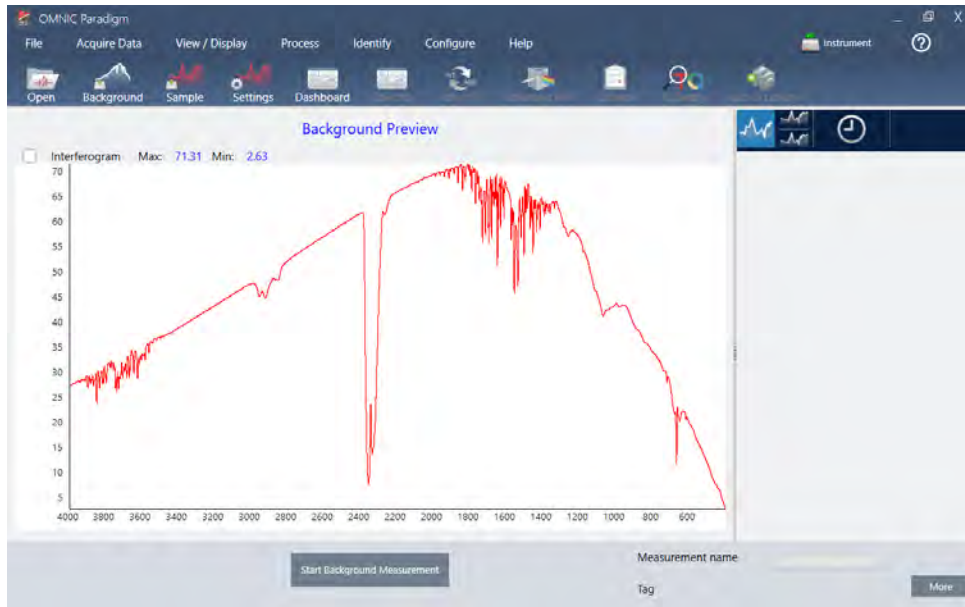 OMNIC Paradigm
File Acquire Data View / Display Process Identify Configure Help Instrument
Open Background Sample Settings Dashboard
Background Preview
Interferogram Max: 71.31 Min: 2.63
70
65
60
55
50
45
40
35
30
25
20
15
10
5
4000 3800 3600 3400 3200 3000 2800 2600 2400 2200 2000 1800 1600 1400 1200 1000 800 600
Start Background Measurement
Measurement name
Tag
More